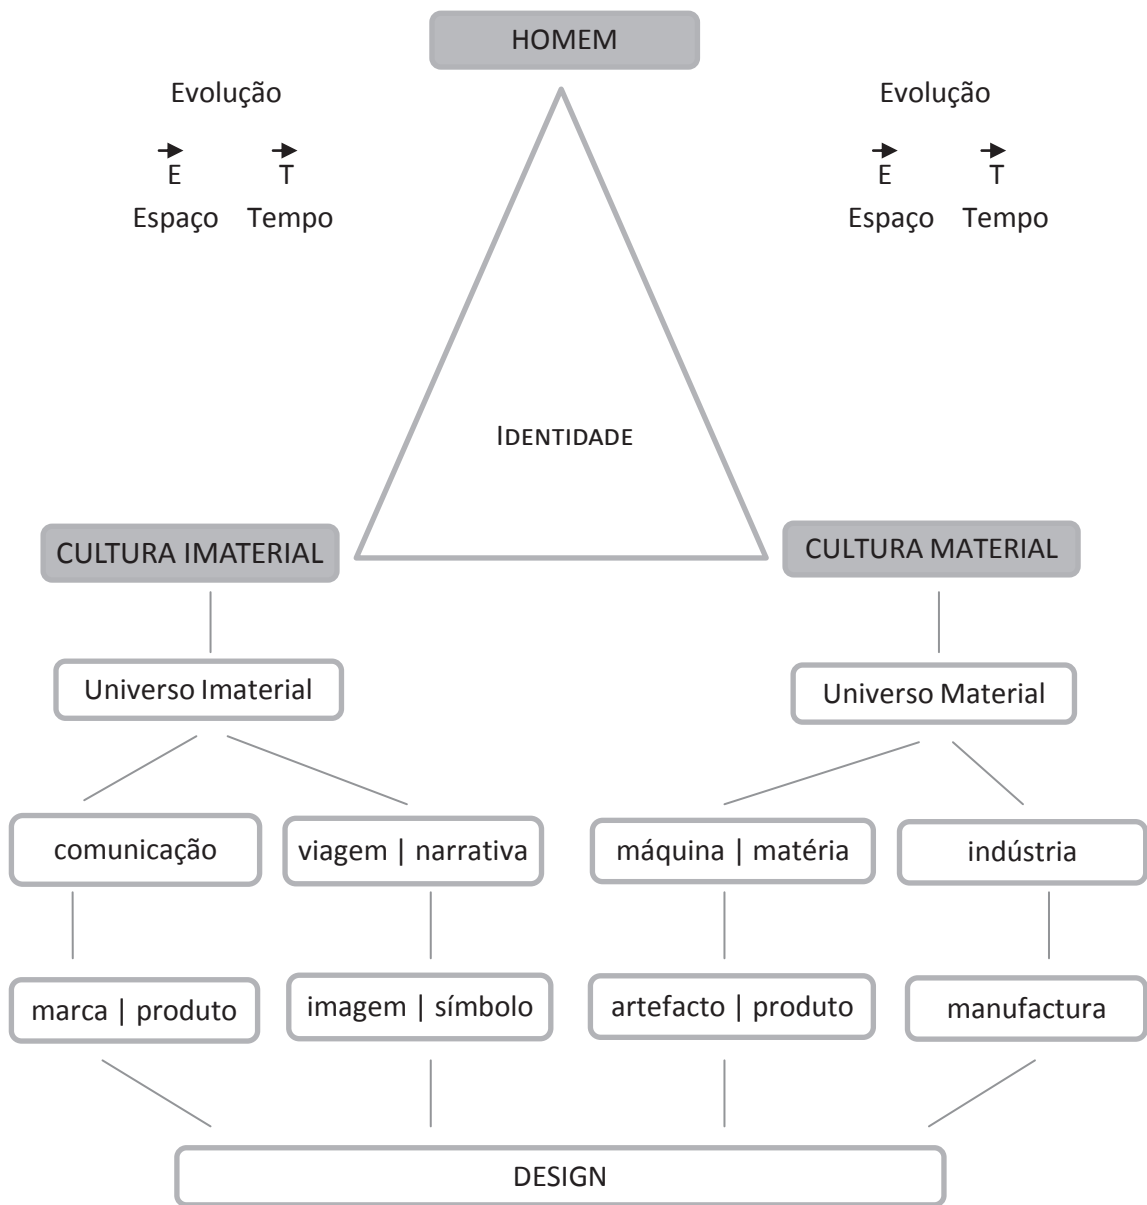 HOMEM
Evolução
Evolução
E T
E T
Espaço Tempo
Espaço Tempo
IDENTIDADE
CULTURA IMATERIAL
CULTURA MATERIAL
Universo Imaterial
Universo Material
comunicação
viagem | narrativa
máquina | matéria
indústria
marca | produto
imagem | símbolo
artefacto | produto
manufactura
DESIGN